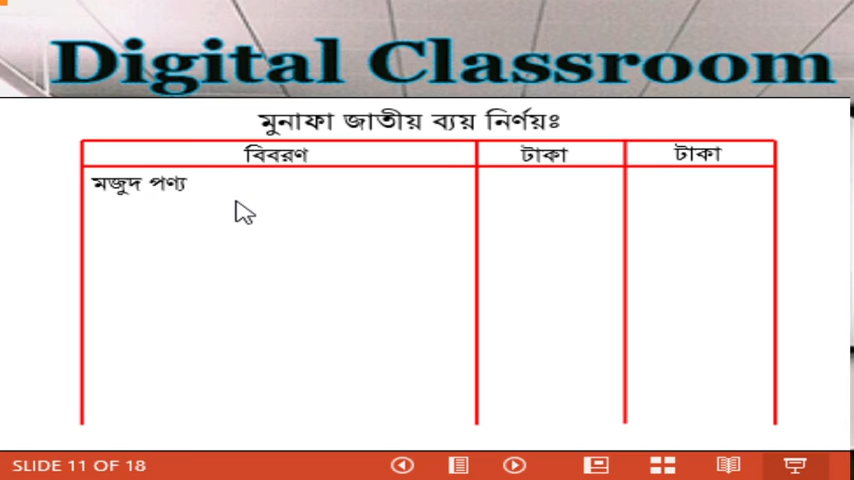 Digital Classroom
মুনাফা জাতীয় ব্যয় নির্ণয়ঃ
বিবরণ টাকা টাকা
মজুদ পণ্য
SLIDE 11 OF 18